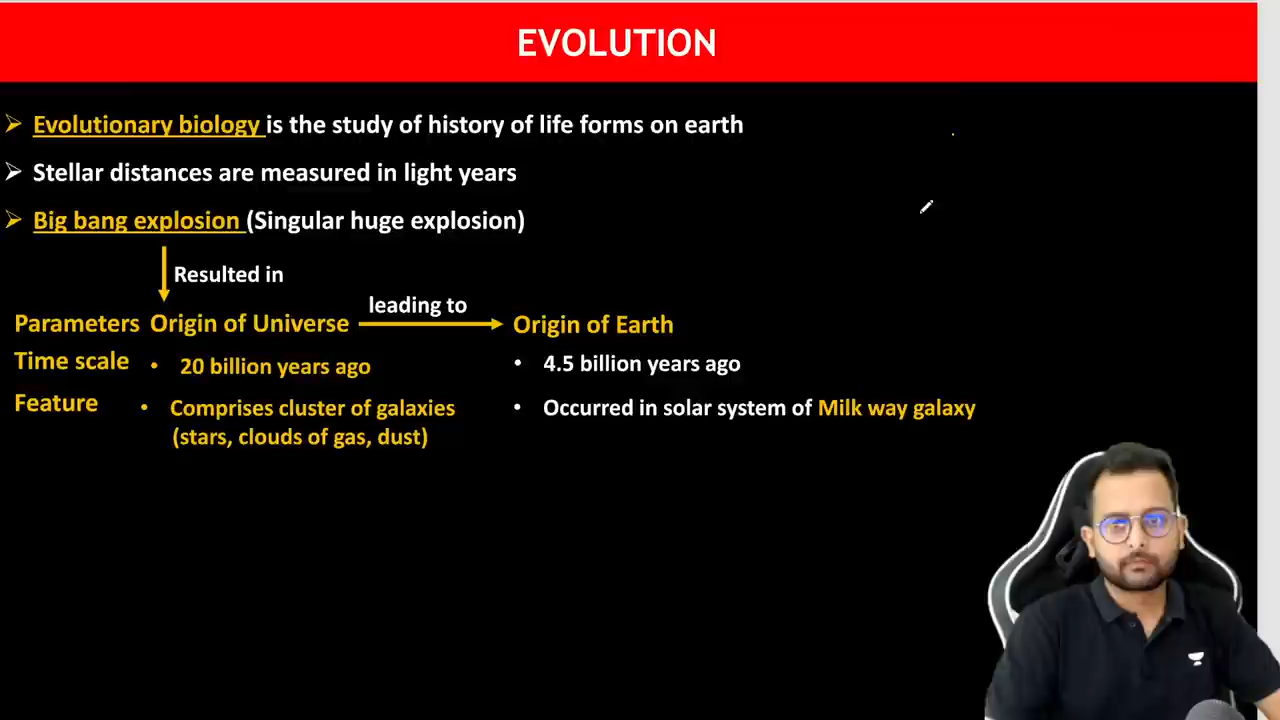 EVOLUTION
Evolutionary biology is the study of history of life forms on earth
Stellar distances are measured in light years
Big bang explosion (Singular huge explosion)
Resulted in
leading to
Parameters Origin of Universe Origin of Earth
Time scale • 20 billion years ago • 4.5 billion years ago
Feature • Comprises cluster of galaxies • Occurred in solar system of Milk way galaxy
(stars, clouds of gas, dust)